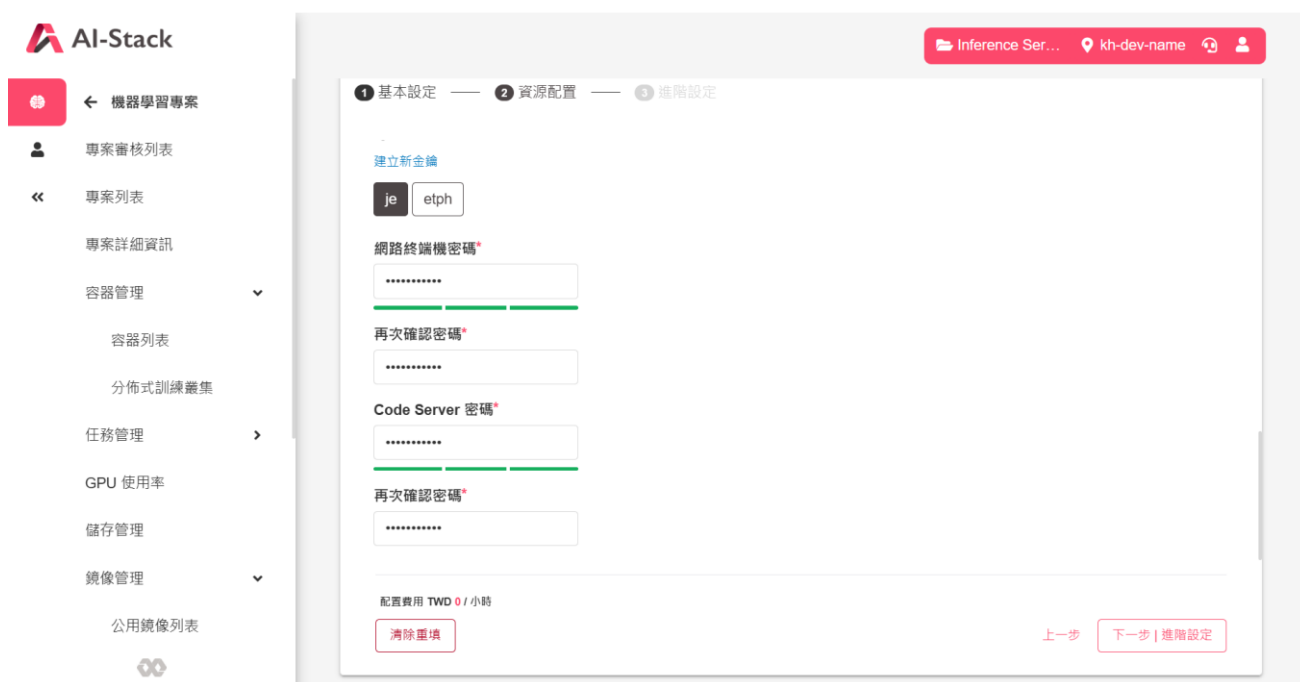 AI-Stack
Inference Ser... kh-dev-name
機器學習專案
專案審核列表
專案列表
專案詳細資訊
容器管理
容器列表
分佈式訓練叢集
任務管理
GPU 使用率
儲存管理
鏡像管理
公用鏡像列表
1 基本設定 2 資源配置 3 進階設定
建立新金鑰
je etph
網路終端機密碼*
•••••••••••
再次確認密碼*
•••••••••••
Code Server 密碼*
•••••••••••
再次確認密碼*
•••••••••••
配置費用 TWD 0 / 小時
清除重填 上一步 下一步 | 進階設定